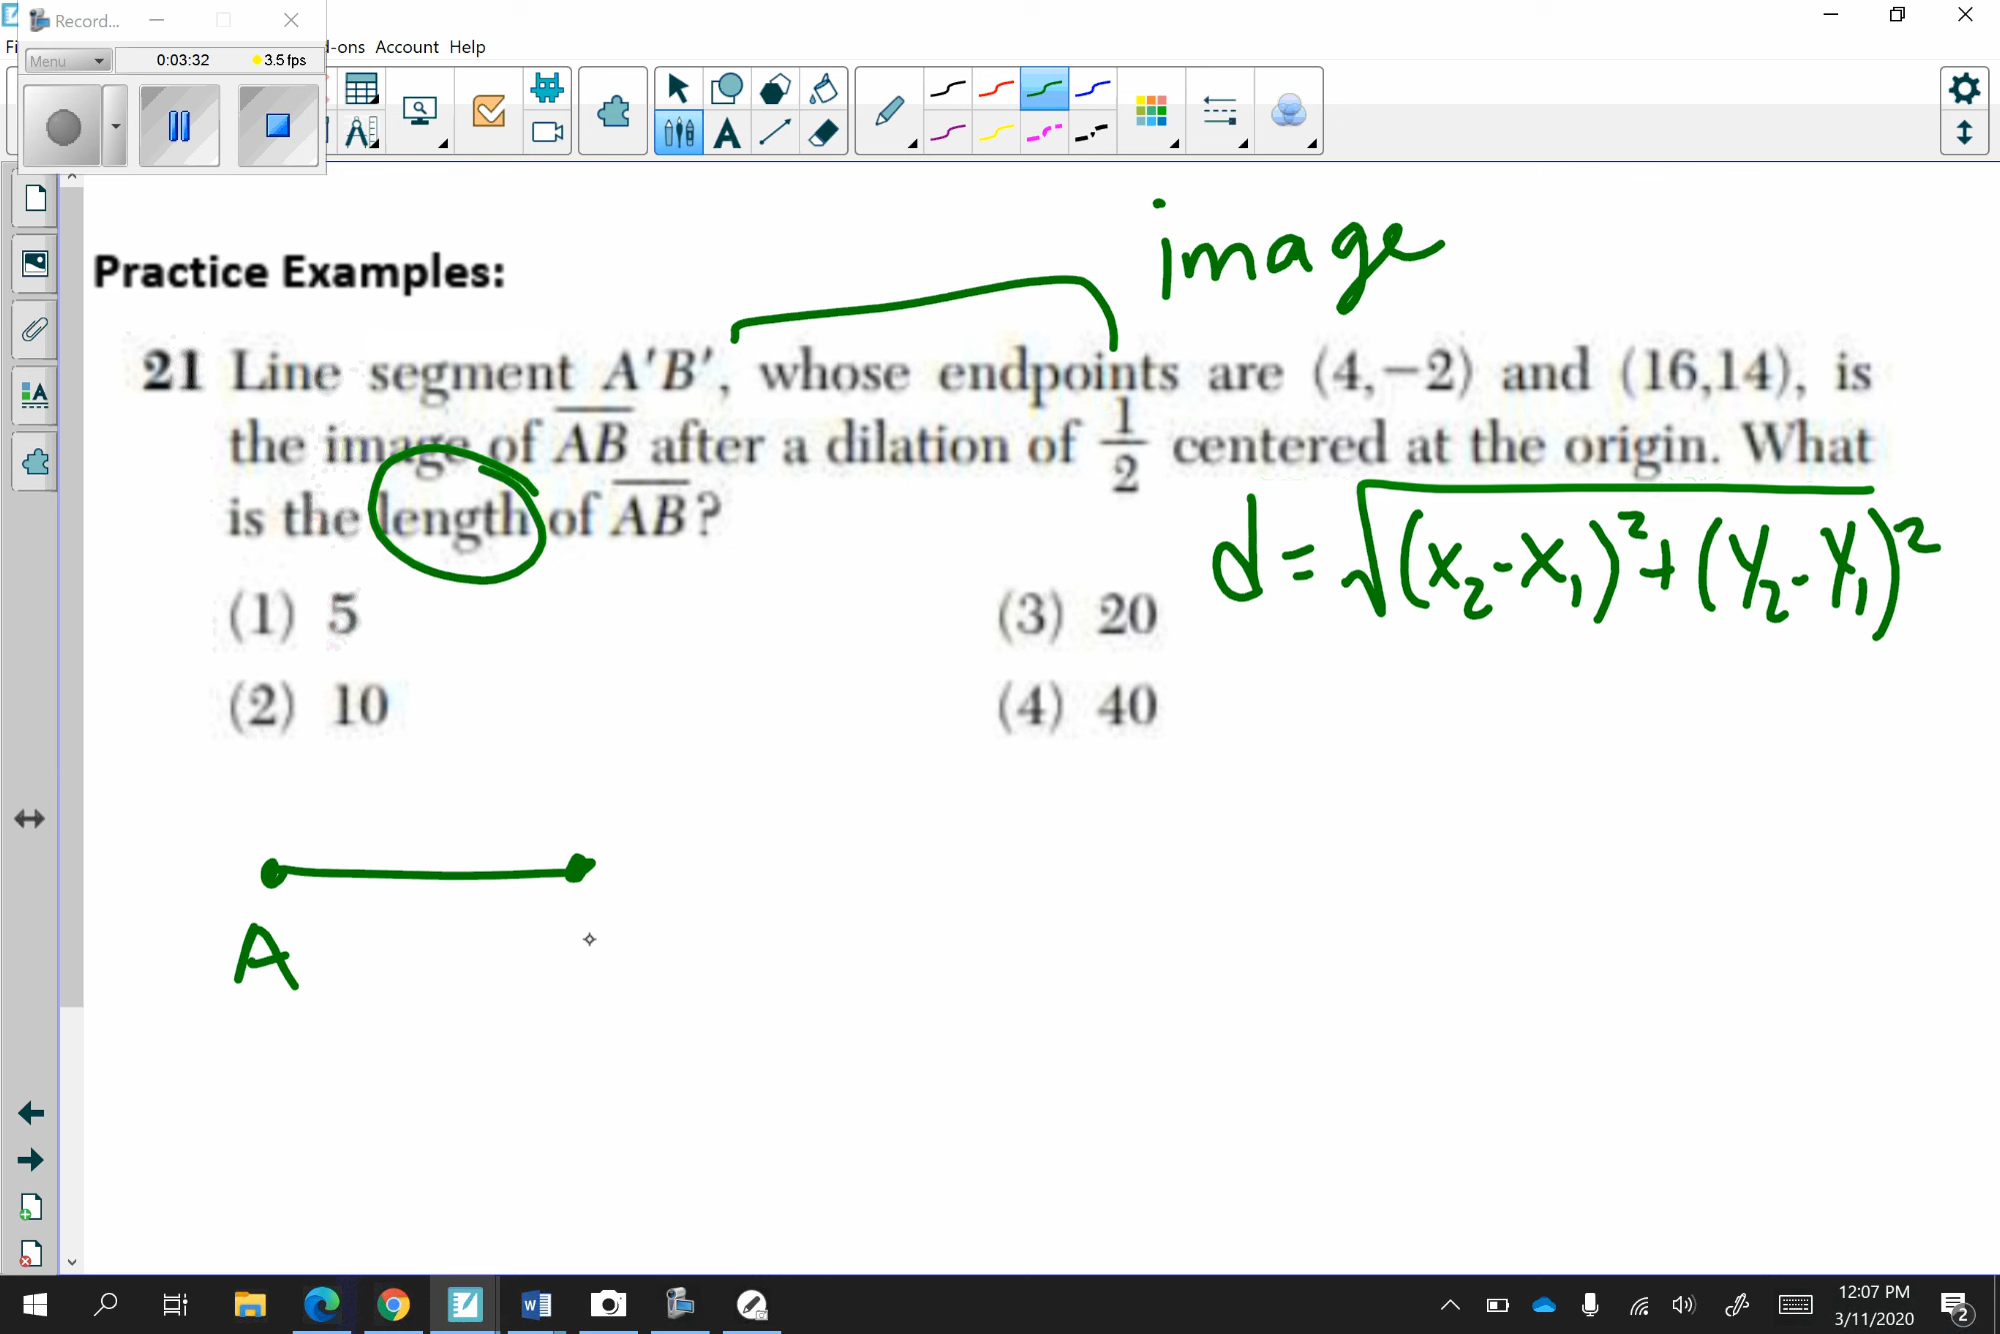 Record...
Menu
0:03:32
3.5 fps
Fi
d-ons Account Help
A
image
Practice Examples:
21 Line segment A′B′, whose endpoints are (4,−2) and (16,14), is
the image of AB after a dilation of 1/2 centered at the origin. What
is the length of AB?
d = √(x₂-x₁)²+(y₂-y₁)²
(1) 5
(3) 20
(2) 10
(4) 40
A
12:07 PM
3/11/2020
2